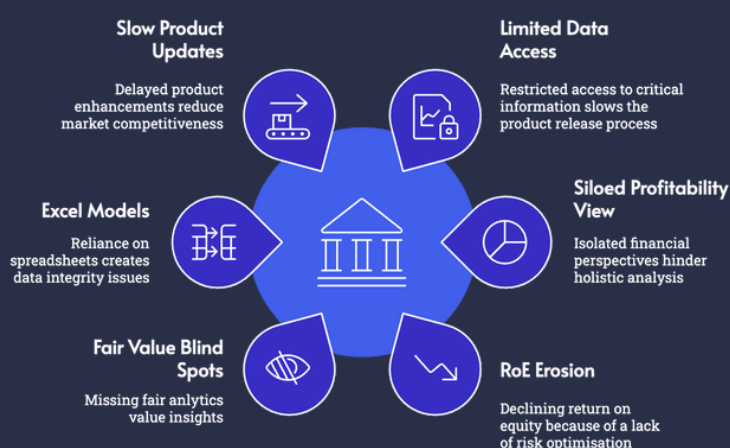 Slow Product
Updates
Delayed product
enhancements reduce
market competitiveness
Limited Data
Access
Restricted access to critical
information slows the
product release process
Excel Models
Reliance on
spreadsheets creates
data integrity issues
Siloed Profitability
View
Isolated financial
perspectives hinder
holistic analysis
Fair Value Blind
Spots
Missing fair anlytics
value insights
RoE Erosion
Declining return on
equity because of a lack
of risk optimisation